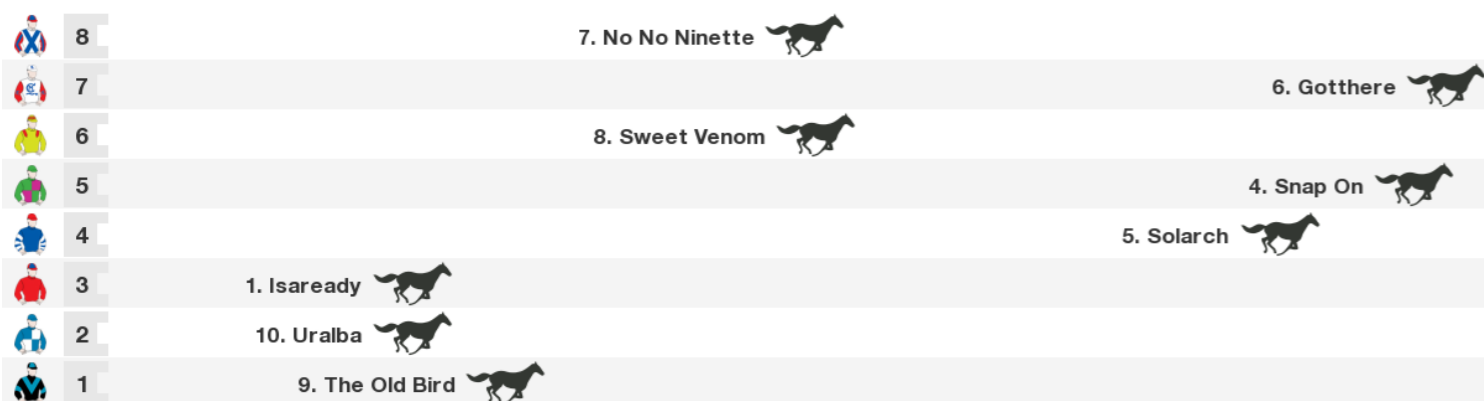 8 7. No No Ninette
7 6. Gotthere
6 8. Sweet Venom
5 4. Snap On
4 5. Solarch
3 1. Isaready
2 10. Uralba
1 9. The Old Bird